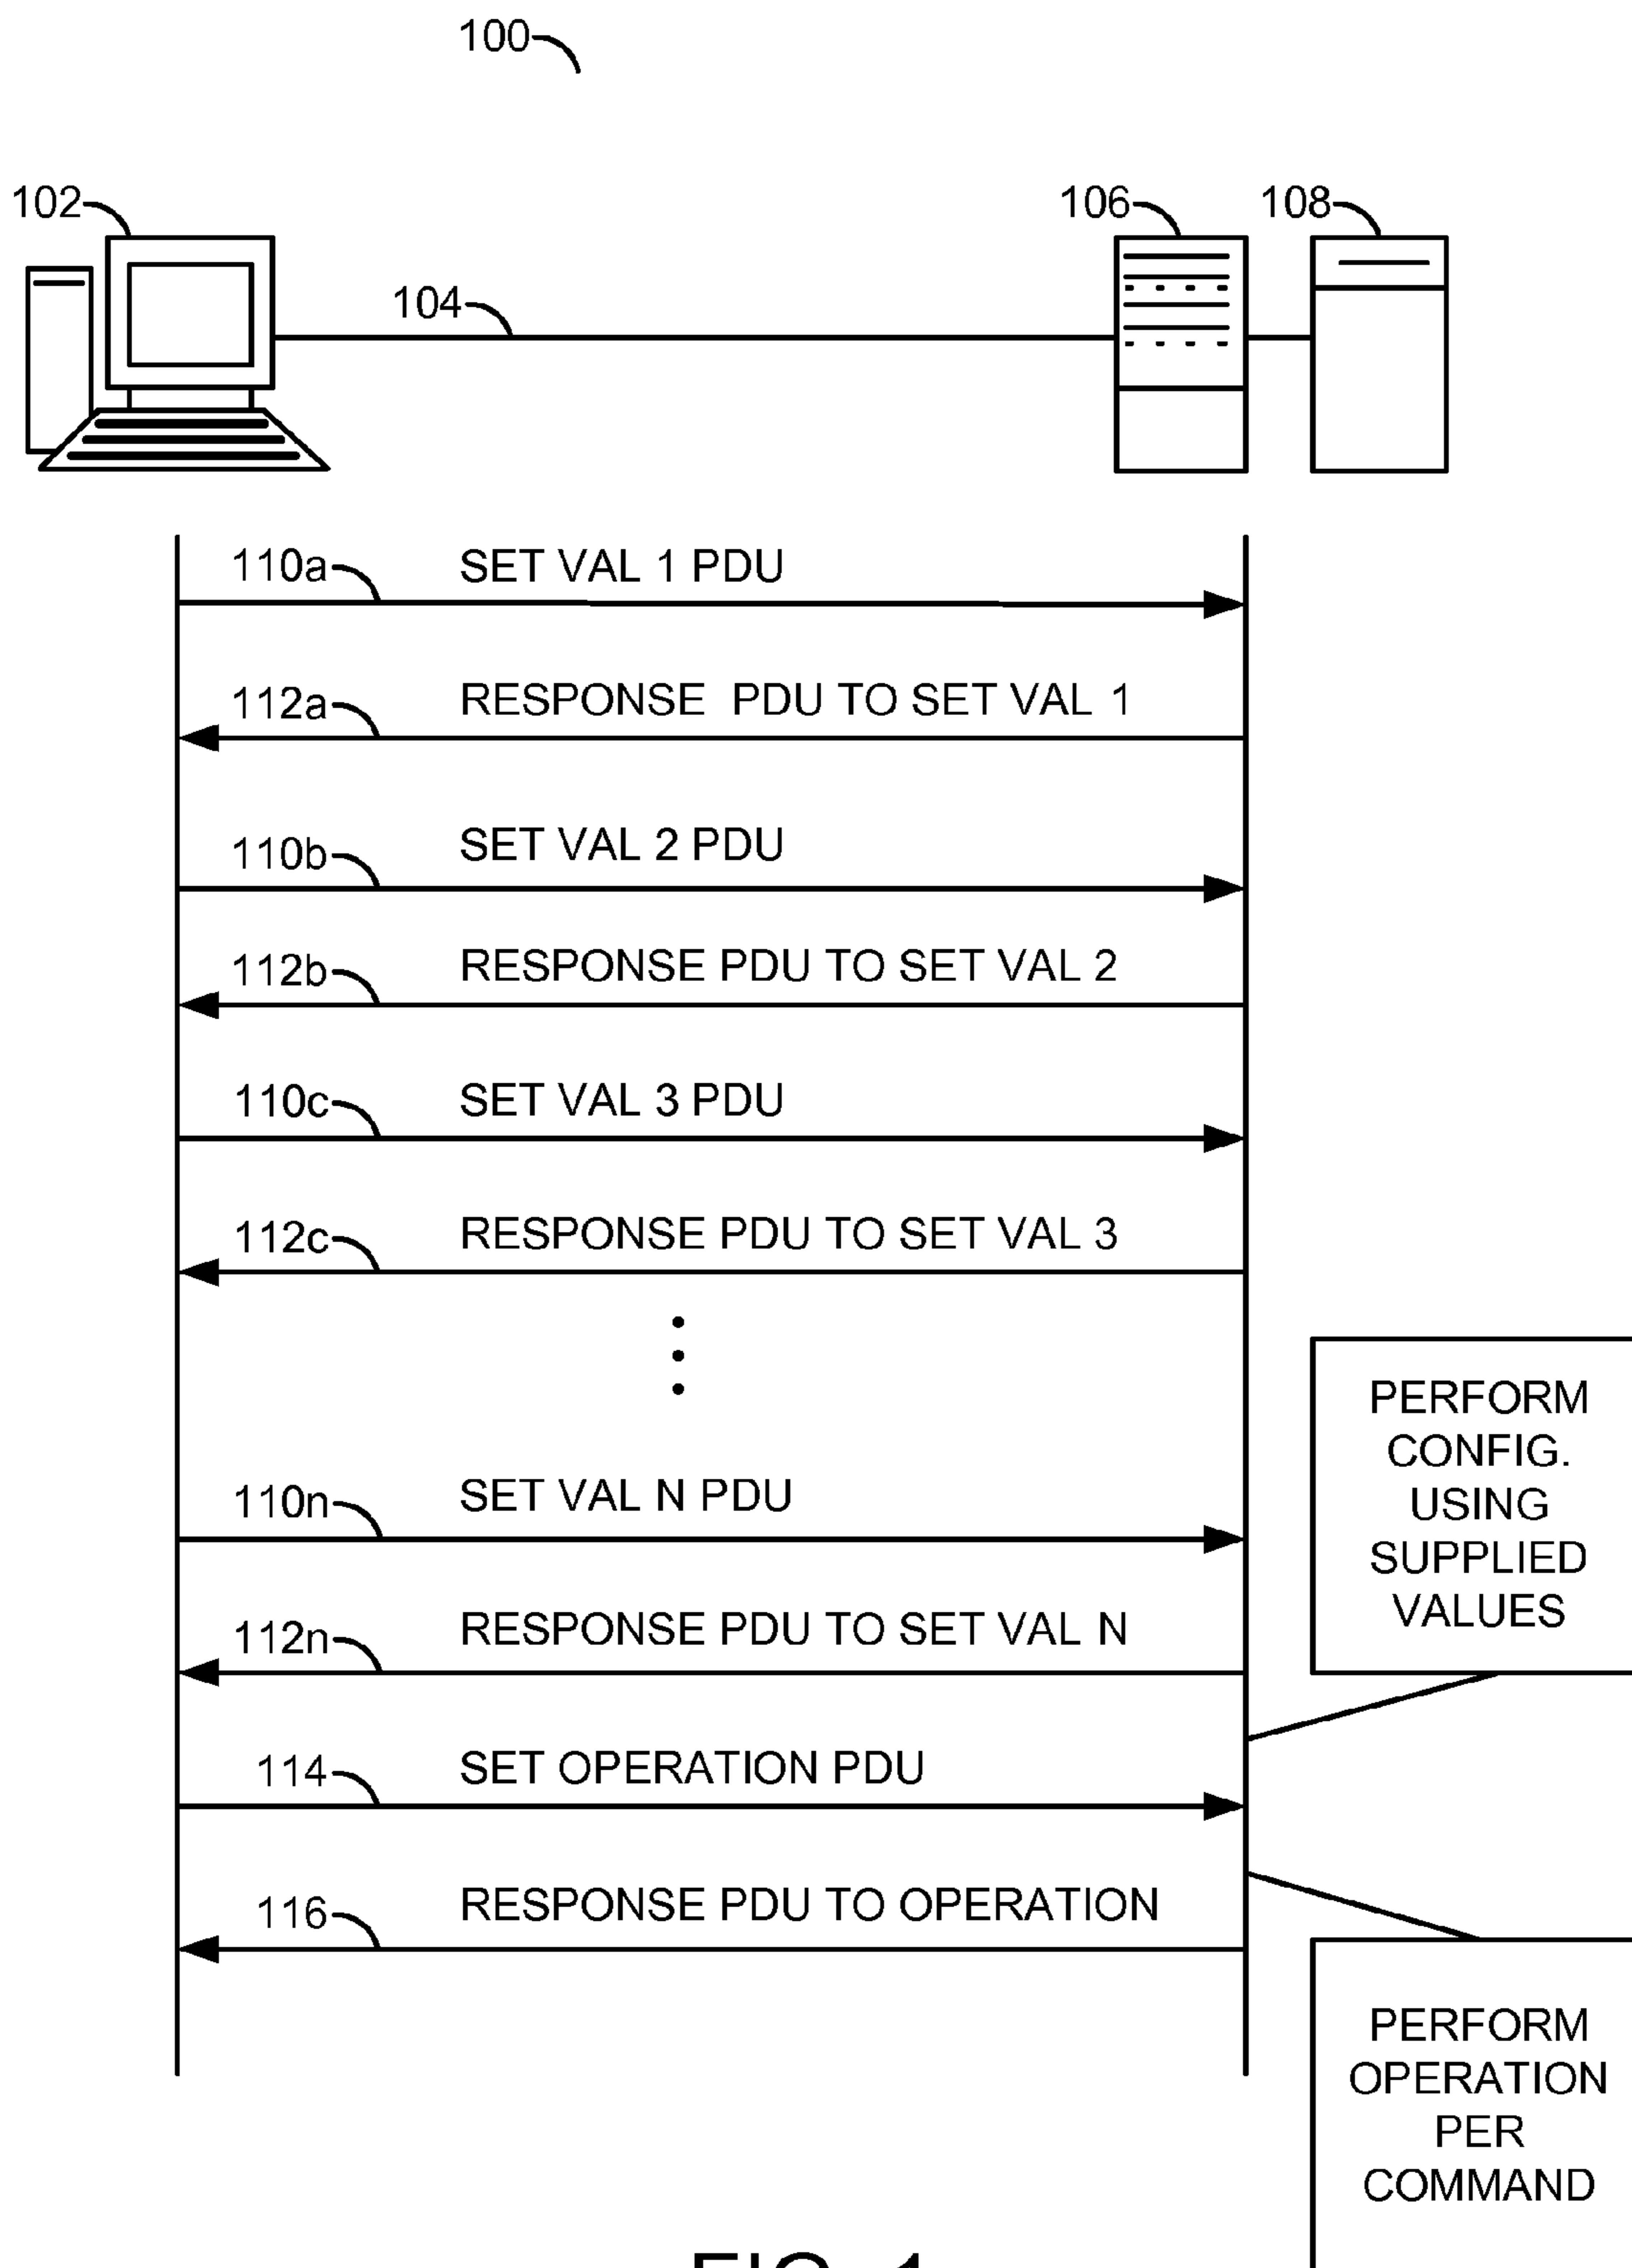 100
102
106
108
104
110a
SET VAL 1 PDU
112a
RESPONSE PDU TO SET VAL 1
110b
SET VAL 2 PDU
112b
RESPONSE PDU TO SET VAL 2
110c
SET VAL 3 PDU
112c
RESPONSE PDU TO SET VAL 3
PERFORM
CONFIG.
USING
SUPPLIED
VALUES
110n
SET VAL N PDU
112n
RESPONSE PDU TO SET VAL N
114
SET OPERATION PDU
116
RESPONSE PDU TO OPERATION
PERFORM
OPERATION
PER
COMMAND
FIG. 1